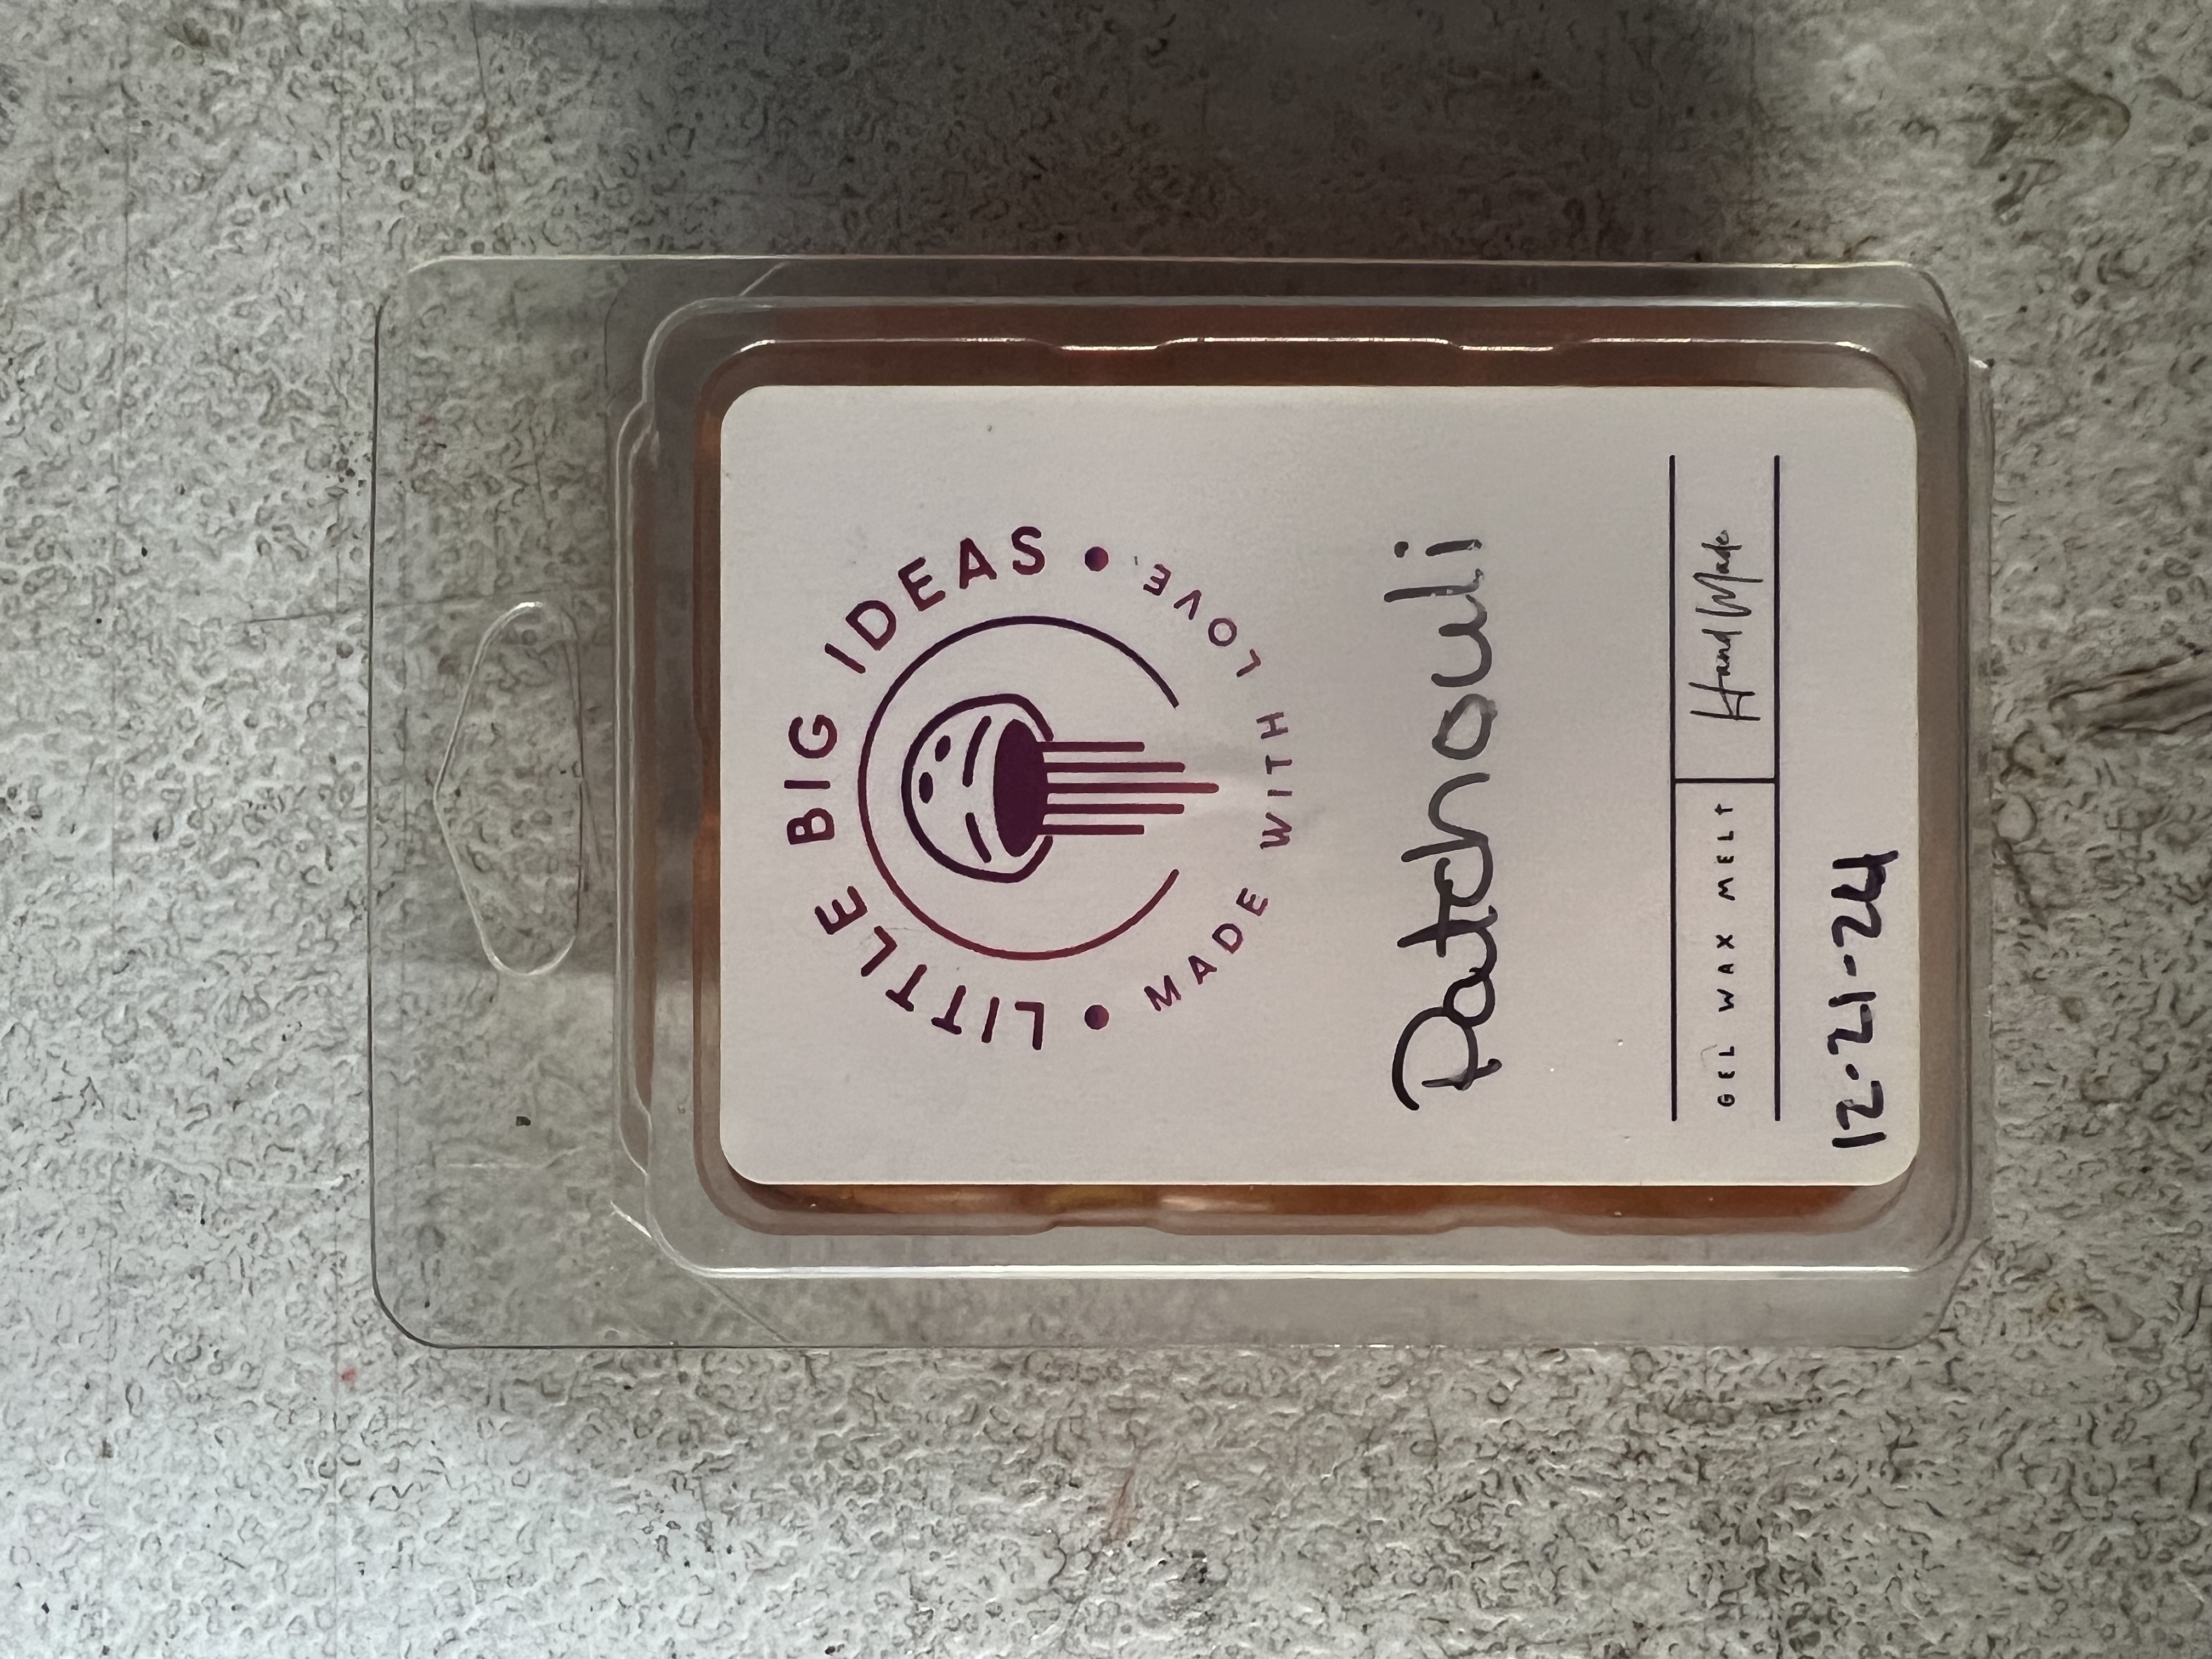 • LITTLE BIG IDEAS •
MADE WITH LOVE
Patchouli
GEL WAX MELT
Hand Made
12-21-24